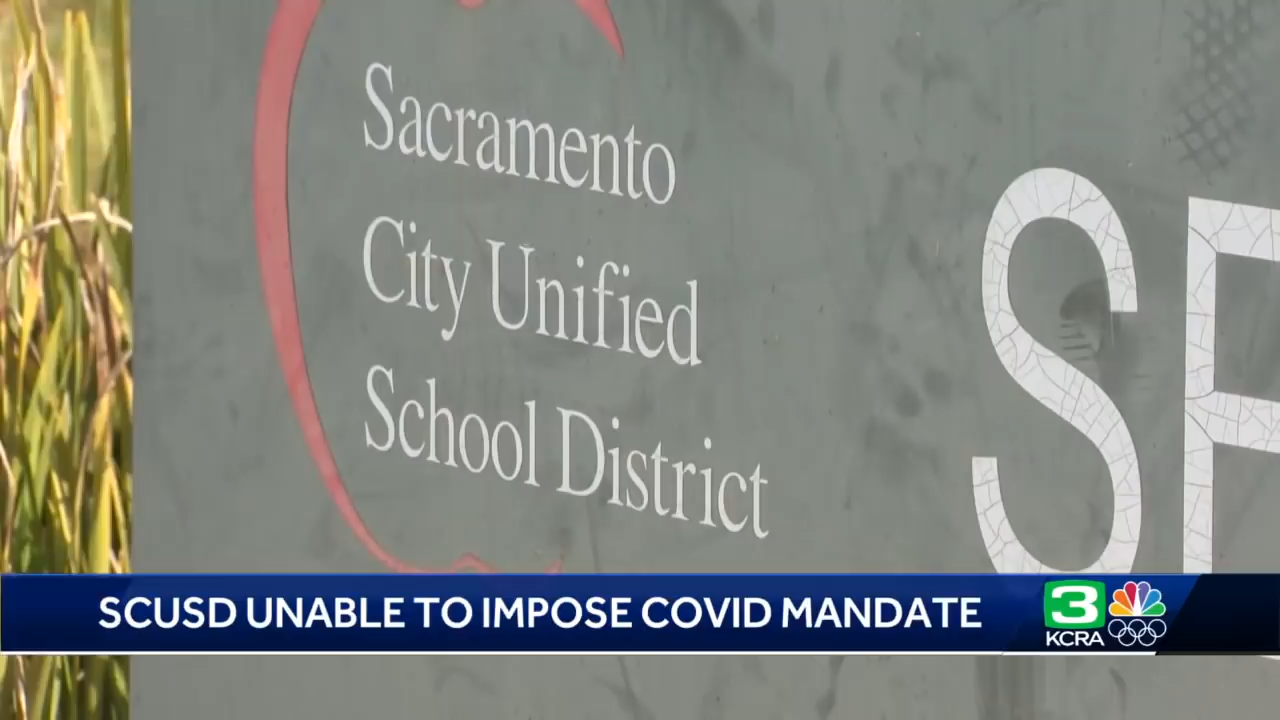 Sacramento
City Unified
School District
SCUSD UNABLE TO IMPOSE COVID MANDATE
3
KCRA